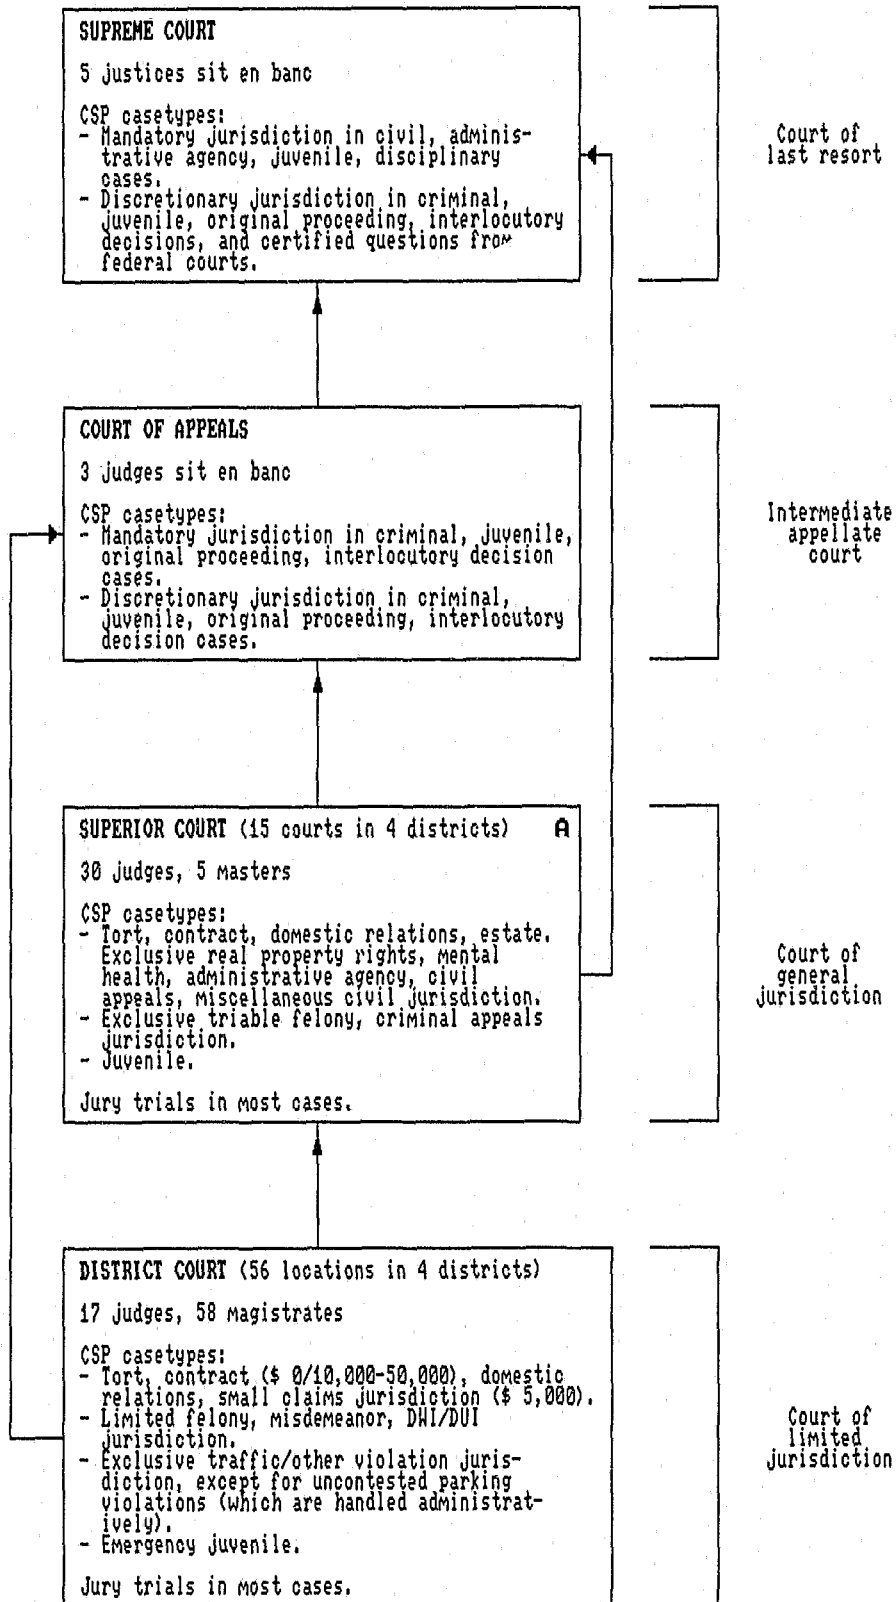 SUPREME COURT
5 justices sit en banc
CSP casetypes:
- Mandatory jurisdiction in civil, adminis-
trative agency, juvenile, disciplinary
cases.
- Discretionary jurisdiction in criminal,
juvenile, original proceeding, interlocutory
decisions, and certified questions from
federal courts.
Court of
last resort
COURT OF APPEALS
3 judges sit en banc
CSP casetypes:
- Mandatory jurisdiction in criminal, juvenile,
original proceeding, interlocutory decision
cases.
- Discretionary jurisdiction in criminal,
juvenile, original proceeding, interlocutory
decision cases.
Intermediate
appellate
court
SUPERIOR COURT (15 courts in 4 districts) A
30 judges, 5 masters
CSP casetypes:
- Tort, contract, domestic relations, estate.
Exclusive real property rights, mental
health, administrative agency, civil
appeals, miscellaneous civil jurisdiction.
- Exclusive triable felony, criminal appeals
jurisdiction.
- Juvenile.
Jury trials in most cases.
Court of
general
jurisdiction
DISTRICT COURT (56 locations in 4 districts)
17 judges, 58 magistrates
CSP casetypes:
- Tort, contract ($ 0/10,000-50,000), domestic
relations, small claims jurisdiction ($ 5,000).
- Limited felony, misdemeanor, DWI/DUI
jurisdiction.
- Exclusive traffic/other violation juris-
diction, except for uncontested parking
violations (which are handled administrat-
ively).
- Emergency juvenile.
Jury trials in most cases.
Court of
limited
jurisdiction